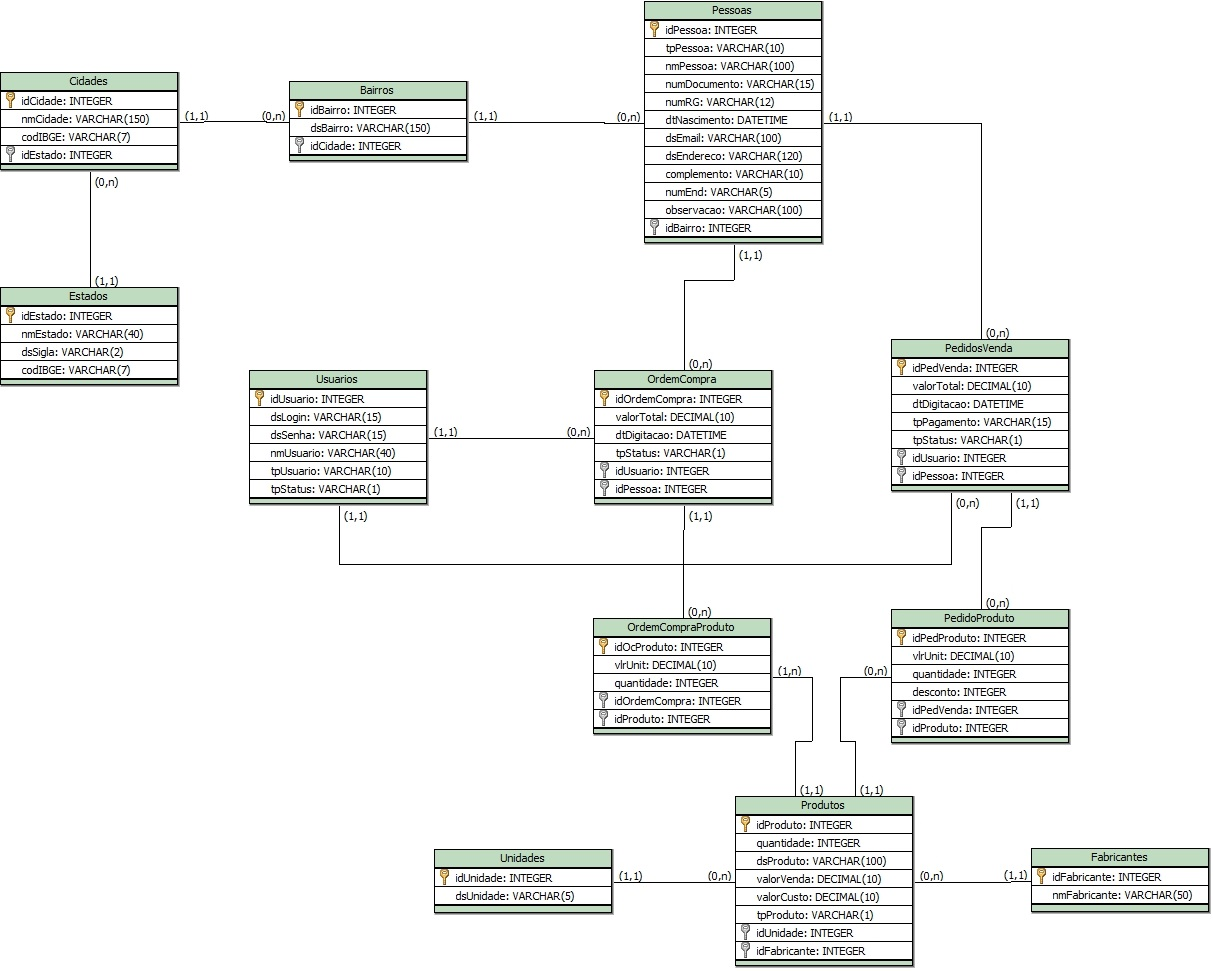 Pessoas
idPessoa: INTEGER
tpPessoa: VARCHAR(10)
nmPessoa: VARCHAR(100)
numDocumento: VARCHAR(15)
numRG: VARCHAR(12)
dtNascimento: DATETIME
dsEmail: VARCHAR(100)
dsEndereco: VARCHAR(120)
complemento: VARCHAR(10)
numEnd: VARCHAR(5)
observacao: VARCHAR(100)
idBairro: INTEGER
Cidades
idCidade: INTEGER
nmCidade: VARCHAR(150)
codIBGE: VARCHAR(7)
idEstado: INTEGER
(1,1)
(0,n)
Bairros
idBairro: INTEGER
dsBairro: VARCHAR(150)
idCidade: INTEGER
(1,1)
(0,n)
(1,1)
(0,n)
(1,1)
(1,1)
Estados
idEstado: INTEGER
nmEstado: VARCHAR(40)
dsSigla: VARCHAR(2)
codIBGE: VARCHAR(7)
(0,n)
(0,n)
Usuarios
idUsuario: INTEGER
dsLogin: VARCHAR(15)
dsSenha: VARCHAR(15)
nmUsuario: VARCHAR(40)
tpUsuario: VARCHAR(10)
tpStatus: VARCHAR(1)
(1,1)
(0,n)
OrdemCompra
idOrdemCompra: INTEGER
valorTotal: DECIMAL(10)
dtDigitacao: DATETIME
tpStatus: VARCHAR(1)
idUsuario: INTEGER
idPessoa: INTEGER
PedidosVenda
idPedVenda: INTEGER
valorTotal: DECIMAL(10)
dtDigitacao: DATETIME
tpPagamento: VARCHAR(15)
tpStatus: VARCHAR(1)
idUsuario: INTEGER
idPessoa: INTEGER
(1,1)
(1,1)
(0,n)
(1,1)
(0,n)
(0,n)
OrdemCompraProduto
idOcProduto: INTEGER
vlrUnit: DECIMAL(10)
quantidade: INTEGER
idOrdemCompra: INTEGER
idProduto: INTEGER
(1,n)
(0,n)
PedidoProduto
idPedProduto: INTEGER
vlrUnit: DECIMAL(10)
quantidade: INTEGER
desconto: INTEGER
idPedVenda: INTEGER
idProduto: INTEGER
(1,1)
(1,1)
Produtos
idProduto: INTEGER
quantidade: INTEGER
dsProduto: VARCHAR(100)
valorVenda: DECIMAL(10)
valorCusto: DECIMAL(10)
tpProduto: VARCHAR(1)
idUnidade: INTEGER
idFabricante: INTEGER
Unidades
idUnidade: INTEGER
dsUnidade: VARCHAR(5)
(1,1)
(0,n)
(0,n)
(1,1)
Fabricantes
idFabricante: INTEGER
nmFabricante: VARCHAR(50)